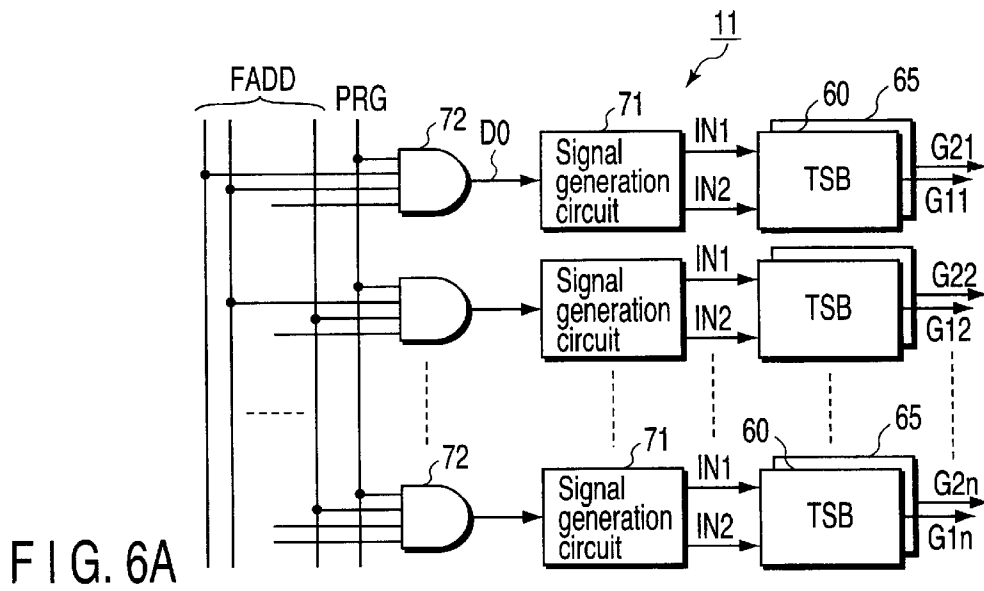 11
FADD
PRG
72
D0
71
Signal
generation
circuit
IN1
IN2
60
65
TSB
G21
G11
Signal
generation
circuit
IN1
IN2
TSB
G22
G12
72
71
Signal
generation
circuit
IN1
IN2
60
65
TSB
G2n
G1n
FIG. 6A